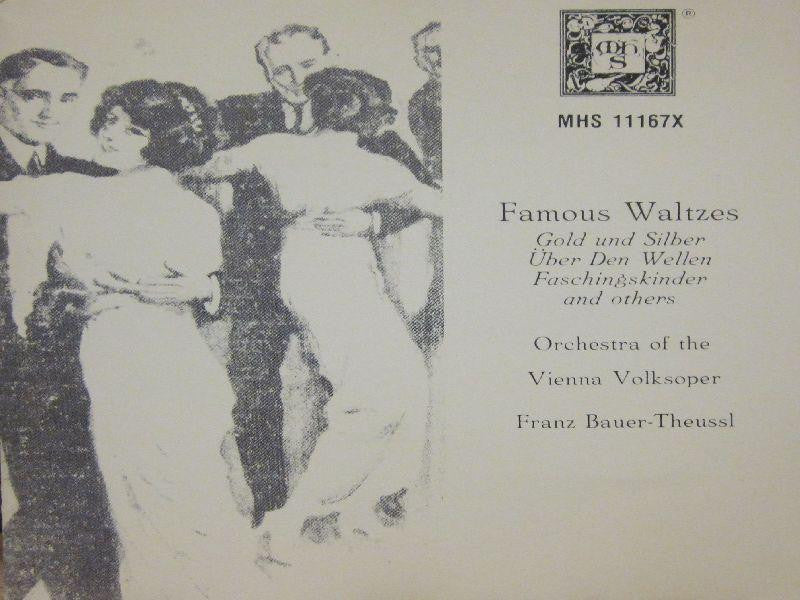 MHS
®
MHS 11167X
Famous Waltzes
Gold und Silber
Über Den Wellen
Faschingskinder
and others
Orchestra of the
Vienna Volksoper
Franz Bauer-Theussl